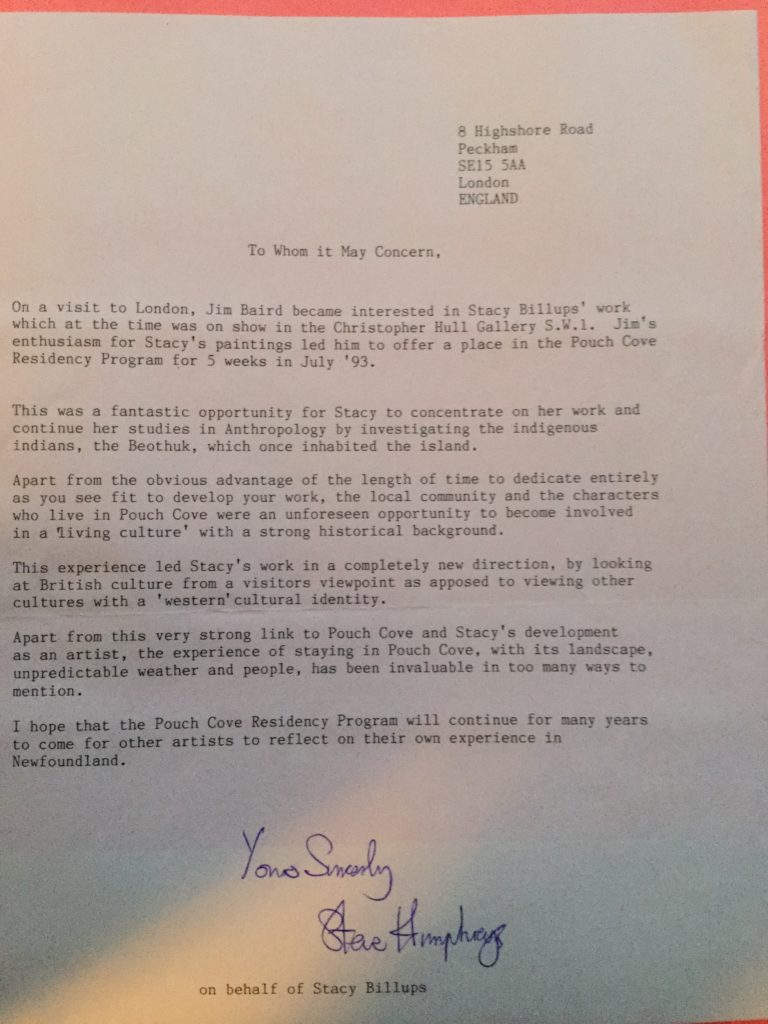 8 Highshore Road
Peckham
SE15 5AA
London
ENGLAND
To Whom it May Concern,
On a visit to London, Jim Baird became interested in Stacy Billups' work
which at the time was on show in the Christopher Hull Gallery S.W.1. Jim's
enthusiasm for Stacy's paintings led him to offer a place in the Pouch Cove
Residency Program for 5 weeks in July '93.
This was a fantastic opportunity for Stacy to concentrate on her work and
continue her studies in Anthropology by investigating the indigenous
indians, the Beothuk, which once inhabited the island.
Apart from the obvious advantage of the length of time to dedicate entirely
as you see fit to develop your work, the local community and the characters
who live in Pouch Cove were an unforeseen opportunity to become involved
in a 'living culture' with a strong historical background.
This experience led Stacy's work in a completely new direction, by looking
at British culture from a visitors viewpoint as apposed to viewing other
cultures with a 'western'cultural identity.
Apart from this very strong link to Pouch Cove and Stacy's development
as an artist, the experience of staying in Pouch Cove, with its landscape,
unpredictable weather and people, has been invaluable in too many ways to
mention.
I hope that the Pouch Cove Residency Program will continue for many years
to come for other artists to reflect on their own experience in
Newfoundland.
Yours Sincerely
Steve Humphreys
on behalf of Stacy Billups